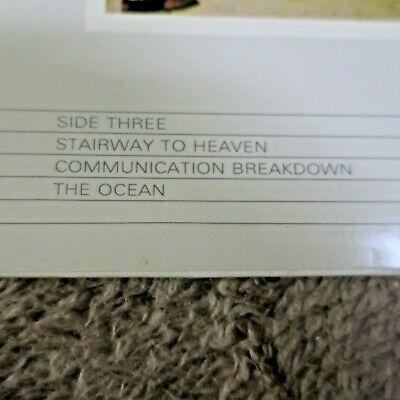 SIDE THREE
STAIRWAY TO HEAVEN
COMMUNICATION BREAKDOWN
THE OCEAN